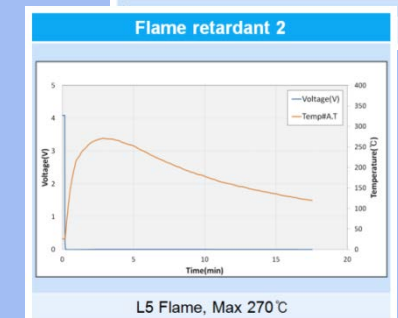 Flame retardant 2
Voltage(V)
Temp#A.T
5
4
3
2
1
0
Voltage(V)
400
350
300
250
200
150
100
50
0
Temperature(℃)
0
5
10
15
20
Time(min)
L5 Flame, Max 270℃